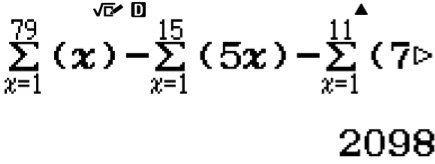 √▱ D ▲
79 15 11
∑ (x)−∑ (5x)−∑ (7▷
x=1 x=1 x=1
2098